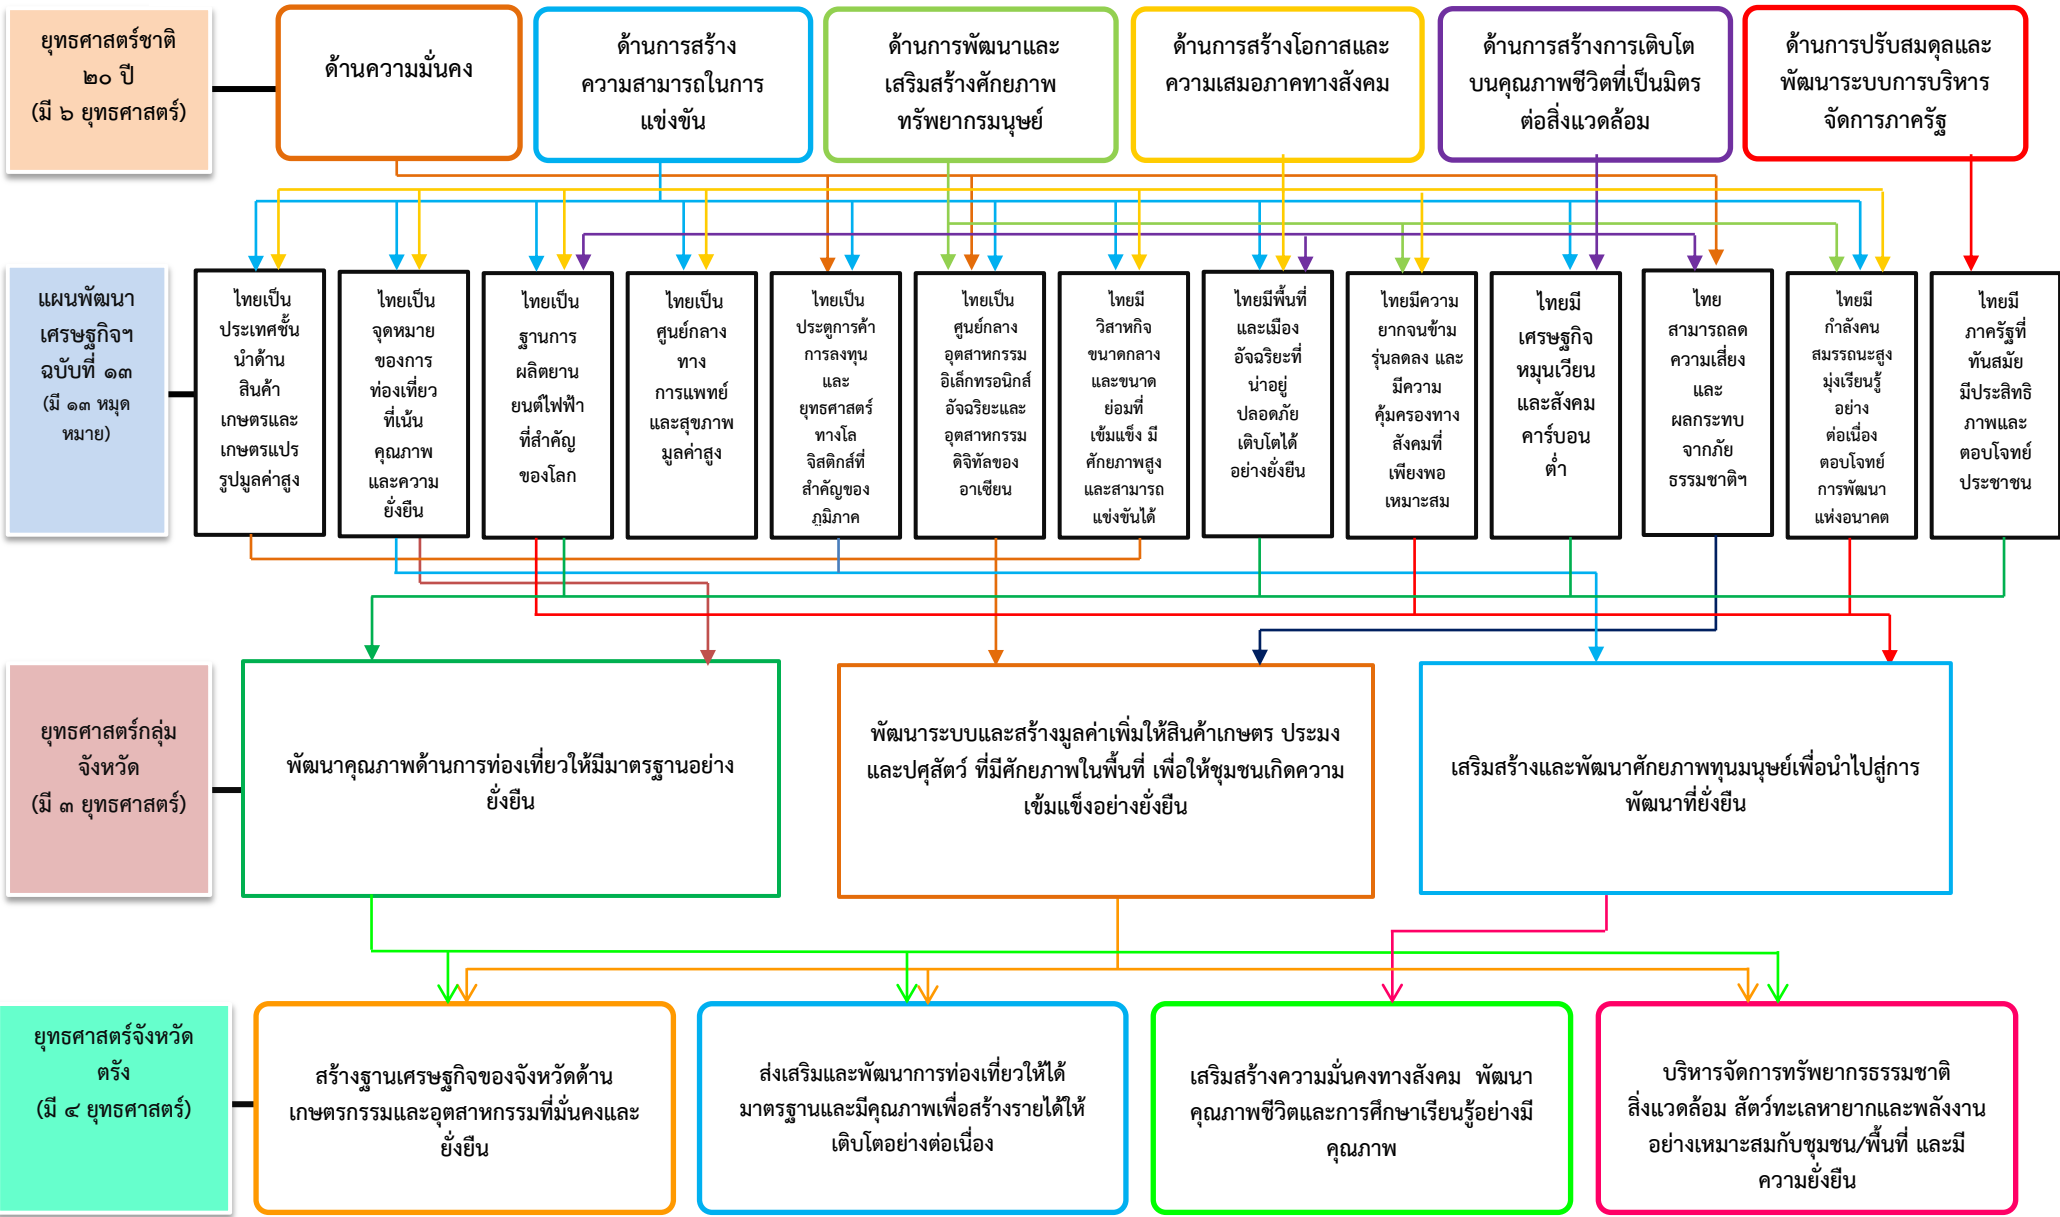 ยุทธศาสตร์ชาติ
๒๐ ปี
(มี ๖ ยุทธศาสตร์)
ด้านความมั่นคง
ด้านการสร้าง
ความสามารถในการ
แข่งขัน
ด้านการพัฒนาและ
เสริมสร้างศักยภาพ
ทรัพยากรมนุษย์
ด้านการสร้างโอกาสและ
ความเสมอภาคทางสังคม
ด้านการสร้างการเติบโต
บนคุณภาพชีวิตที่เป็นมิตร
ต่อสิ่งแวดล้อม
ด้านการปรับสมดุลและ
พัฒนาระบบการบริหาร
จัดการภาครัฐ
แผนพัฒนา
เศรษฐกิจฯ
ฉบับที่ ๑๓
(มี ๑๓ หมุด
หมาย)
ไทยเป็น
ประเทศชั้น
นำด้าน
สินค้า
เกษตรและ
เกษตรแปร
รูปมูลค่าสูง
ไทยเป็น
จุดหมาย
ของการ
ท่องเที่ยว
ที่เน้น
คุณภาพ
และความ
ยั่งยืน
ไทยเป็น
ฐานการ
ผลิตยาน
ยนต์ไฟฟ้า
ที่สำคัญ
ของโลก
ไทยเป็น
ศูนย์กลาง
ทาง
การแพทย์
และสุขภาพ
มูลค่าสูง
ไทยเป็น
ประตูการค้า
การลงทุน
และ
ยุทธศาสตร์
ทางโล
จิสติกส์ที่
สำคัญของ
ภูมิภาค
ไทยเป็น
ศูนย์กลาง
อุตสาหกรรม
อิเล็กทรอนิกส์
อัจฉริยะและ
อุตสาหกรรม
ดิจิทัลของ
อาเซียน
ไทยมี
วิสาหกิจ
ขนาดกลาง
และขนาด
ย่อมที่
เข้มแข็ง มี
ศักยภาพสูง
และสามารถ
แข่งขันได้
ไทยมีพื้นที่
และเมือง
อัจฉริยะที่
น่าอยู่
ปลอดภัย
เติบโตได้
อย่างยั่งยืน
ไทยมีความ
ยากจนข้าม
รุ่นลดลง และ
มีความ
คุ้มครองทาง
สังคมที่
เพียงพอ
เหมาะสม
ไทยมี
เศรษฐกิจ
หมุนเวียน
และสังคม
คาร์บอน
ต่ำ
ไทย
สามารถลด
ความเสี่ยง
และ
ผลกระทบ
จากภัย
ธรรมชาติฯ
ไทยมี
กำลังคน
สมรรถนะสูง
มุ่งเรียนรู้
อย่าง
ต่อเนื่อง
ตอบโจทย์
การพัฒนา
แห่งอนาคต
ไทยมี
ภาครัฐที่
ทันสมัย
มีประสิทธิ
ภาพและ
ตอบโจทย์
ประชาชน
ยุทธศาสตร์กลุ่ม
จังหวัด
(มี ๓ ยุทธศาสตร์)
พัฒนาคุณภาพด้านการท่องเที่ยวให้มีมาตรฐานอย่าง
ยั่งยืน
พัฒนาระบบและสร้างมูลค่าเพิ่มให้สินค้าเกษตร ประมง
และปศุสัตว์ ที่มีศักยภาพในพื้นที่ เพื่อให้ชุมชนเกิดความ
เข้มแข็งอย่างยั่งยืน
เสริมสร้างและพัฒนาศักยภาพทุนมนุษย์เพื่อนำไปสู่การ
พัฒนาที่ยั่งยืน
ยุทธศาสตร์จังหวัด
ตรัง
(มี ๔ ยุทธศาสตร์)
สร้างฐานเศรษฐกิจของจังหวัดด้าน
เกษตรกรรมและอุตสาหกรรมที่มั่นคงและ
ยั่งยืน
ส่งเสริมและพัฒนาการท่องเที่ยวให้ได้
มาตรฐานและมีคุณภาพเพื่อสร้างรายได้ให้
เติบโตอย่างต่อเนื่อง
เสริมสร้างความมั่นคงทางสังคม พัฒนา
คุณภาพชีวิตและการศึกษาเรียนรู้อย่างมี
คุณภาพ
บริหารจัดการทรัพยากรธรรมชาติ
สิ่งแวดล้อม สัตว์ทะเลหายากและพลังงาน
อย่างเหมาะสมกับชุมชน/พื้นที่ และมี
ความยั่งยืน